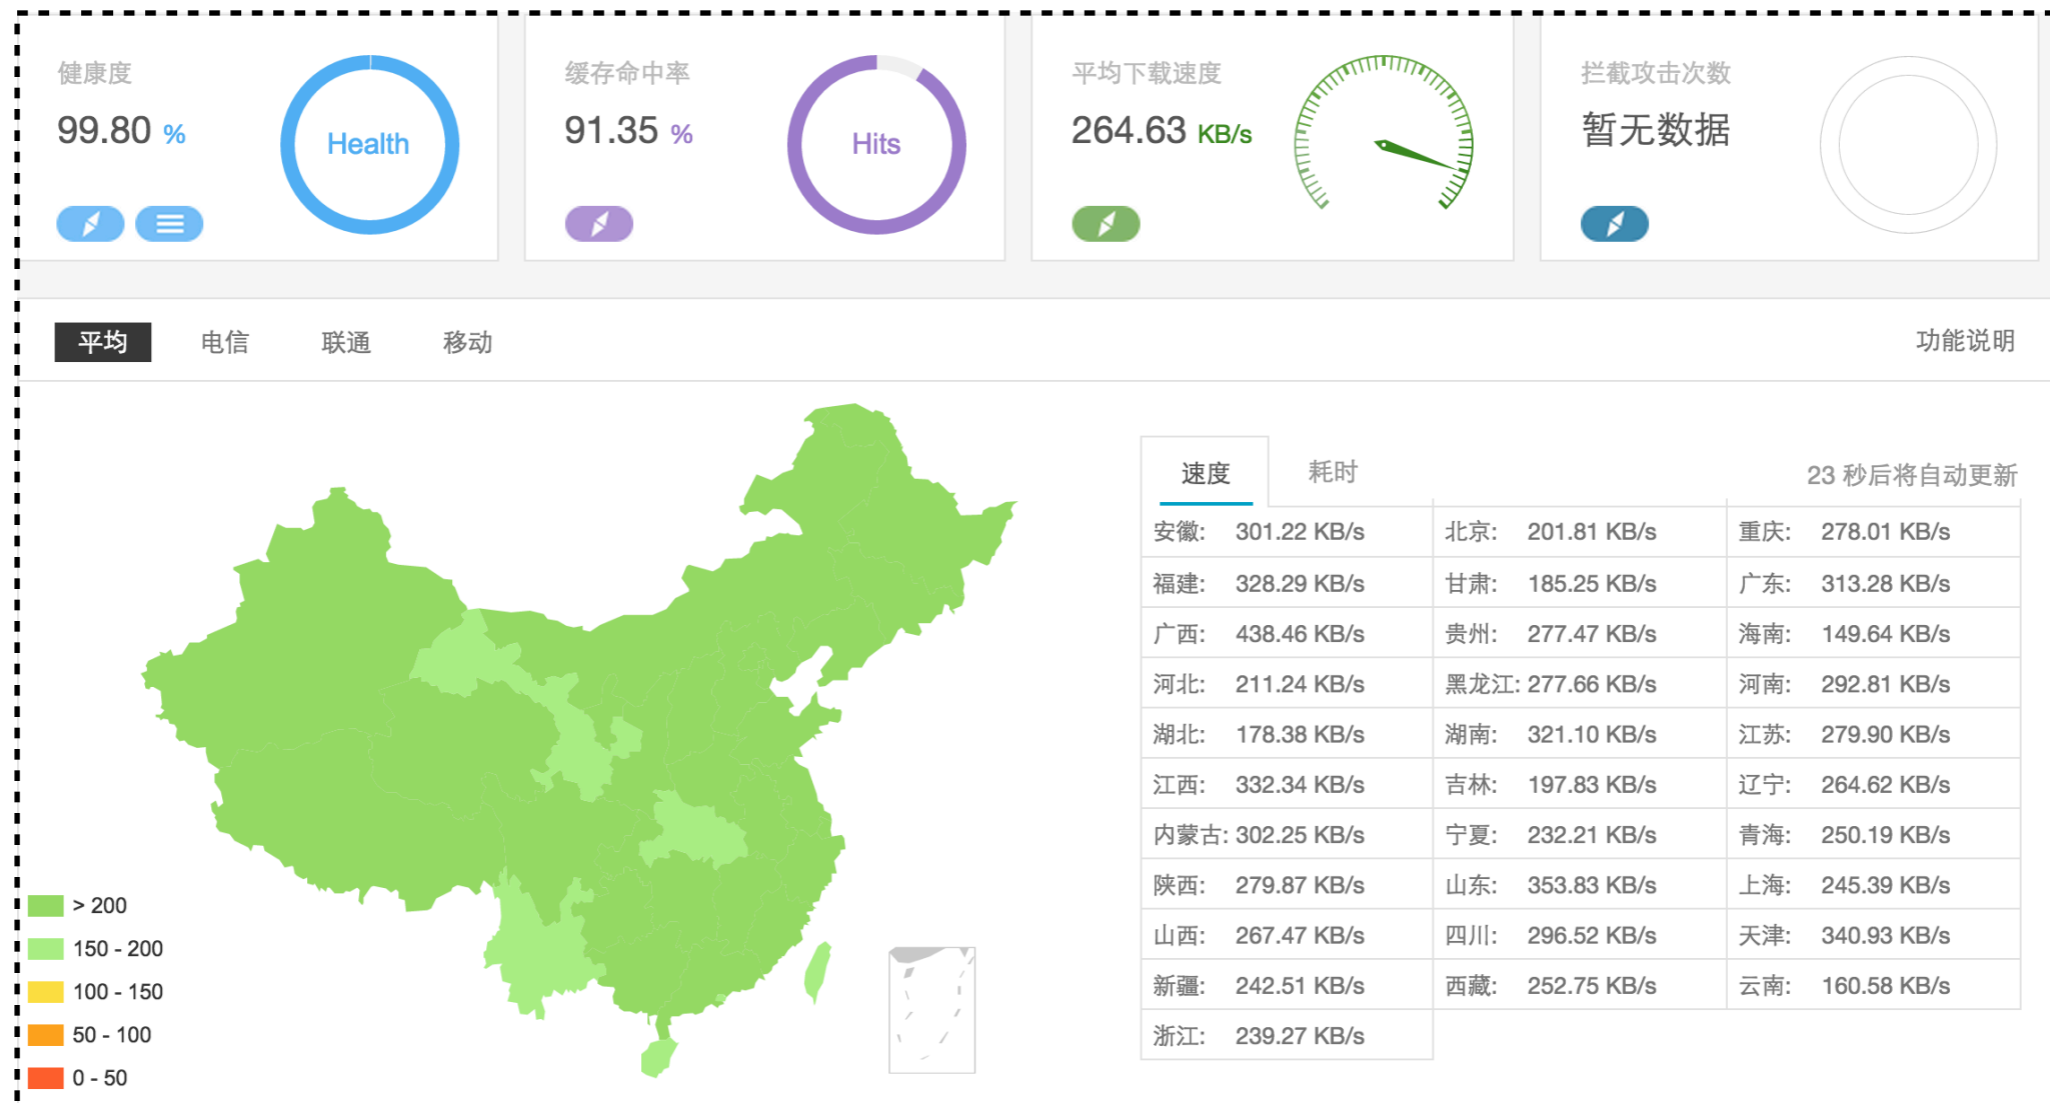 健康度
99.80 %
Health
缓存命中率
91.35 %
Hits
平均下载速度
264.63 KB/s
拦截攻击次数
暂无数据
平均 电信 联通 移动 功能说明
速度 耗时 23 秒后将自动更新
安徽: 301.22 KB/s 北京: 201.81 KB/s 重庆: 278.01 KB/s
福建: 328.29 KB/s 甘肃: 185.25 KB/s 广东: 313.28 KB/s
广西: 438.46 KB/s 贵州: 277.47 KB/s 海南: 149.64 KB/s
河北: 211.24 KB/s 黑龙江: 277.66 KB/s 河南: 292.81 KB/s
湖北: 178.38 KB/s 湖南: 321.10 KB/s 江苏: 279.90 KB/s
江西: 332.34 KB/s 吉林: 197.83 KB/s 辽宁: 264.62 KB/s
内蒙古: 302.25 KB/s 宁夏: 232.21 KB/s 青海: 250.19 KB/s
陕西: 279.87 KB/s 山东: 353.83 KB/s 上海: 245.39 KB/s
山西: 267.47 KB/s 四川: 296.52 KB/s 天津: 340.93 KB/s
新疆: 242.51 KB/s 西藏: 252.75 KB/s 云南: 160.58 KB/s
浙江: 239.27 KB/s
> 200
150 - 200
100 - 150
50 - 100
0 - 50